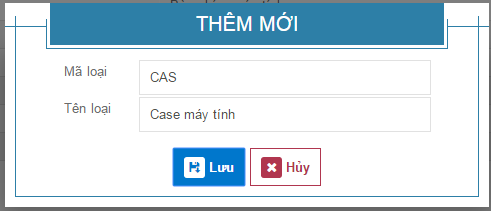 THÊM MỚI
Mã loại CAS
Tên loại Case máy tính
Lưu Hủy